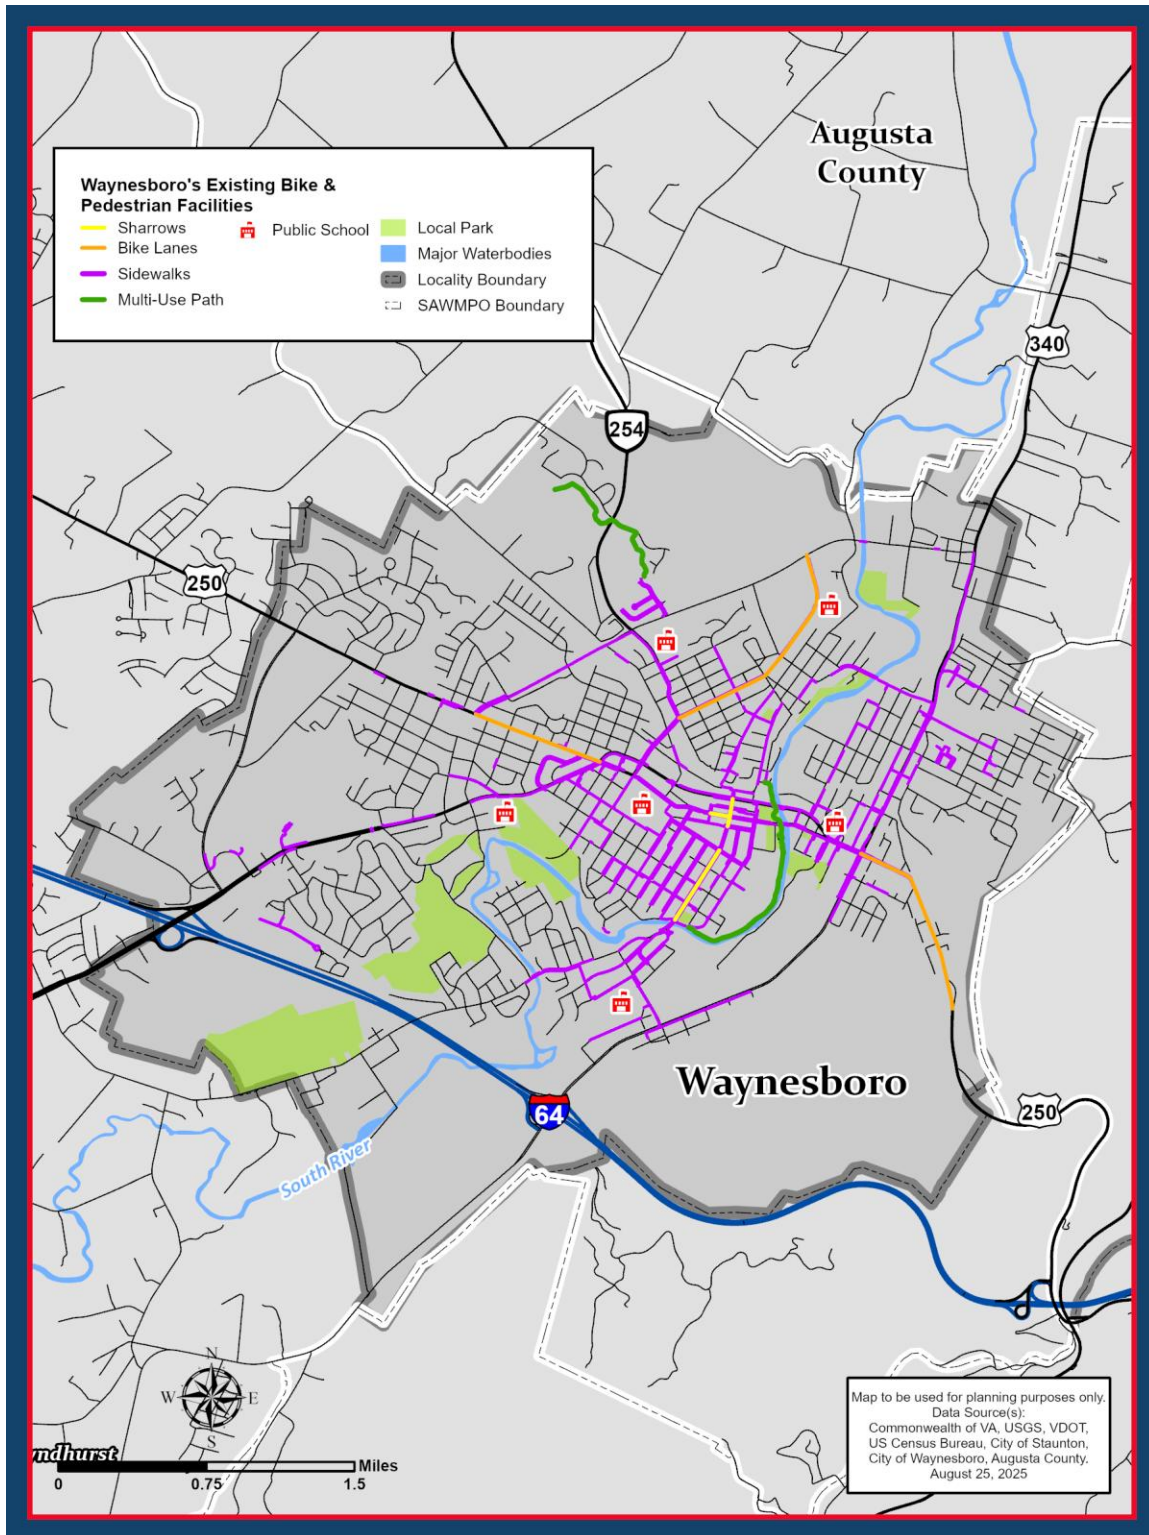 Augusta
County
Waynesboro's Existing Bike &
Pedestrian Facilities
Sharrows
Bike Lanes
Sidewalks
Multi-Use Path
Public School
Local Park
Major Waterbodies
Locality Boundary
SAWMPO Boundary
340
254
250
Waynesboro
250
64
South River
N
W E
S
yndhurst
Miles
0 0.75 1.5
Map to be used for planning purposes only.
Data Source(s):
Commonwealth of VA, USGS, VDOT,
US Census Bureau, City of Staunton,
City of Waynesboro, Augusta County.
August 25, 2025